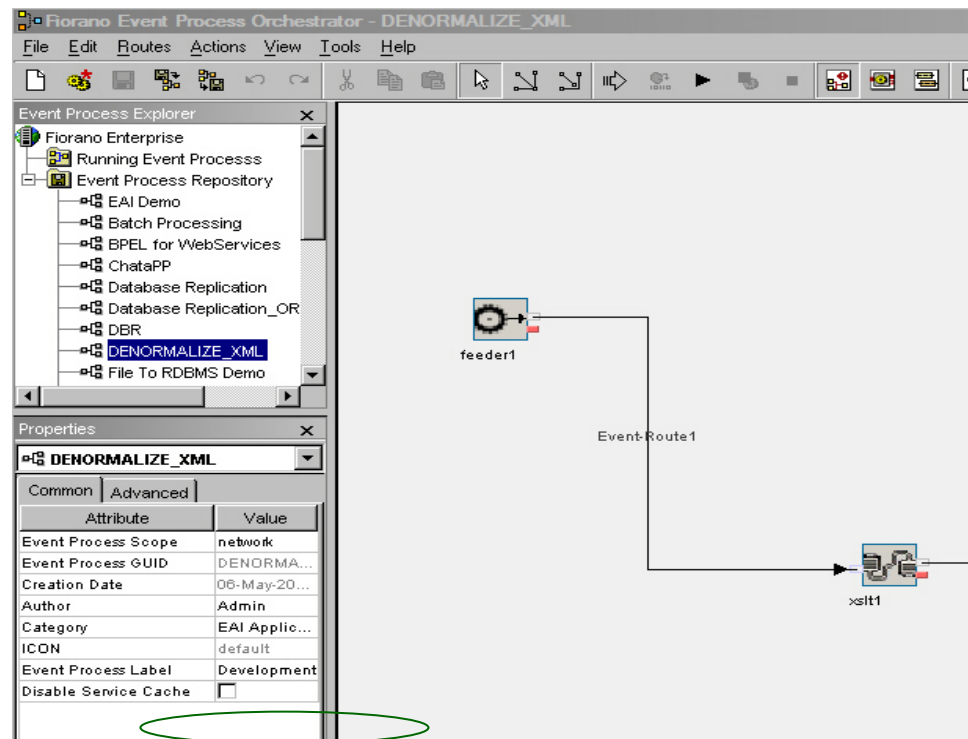 Fiorano Event Process Orchestrator - DENORMALIZE_XML
File Edit Routes Actions View Tools Help
Event Process Explorer
Fiorano Enterprise
Running Event Processs
Event Process Repository
EAI Demo
Batch Processing
BPEL for WebServices
ChataPP
Database Replication
Database Replication_OR
DBR
DENORMALIZE_XML
File To RDBMS Demo
Properties
DENORMALIZE_XML
Common Advanced
Attribute Value
Event Process Scope network
Event Process GUID DENORMA...
Creation Date 06-May-20...
Author Admin
Category EAI Applic...
ICON default
Event Process Label Development
Disable Service Cache
feeder1
Event-Route1
xslt1